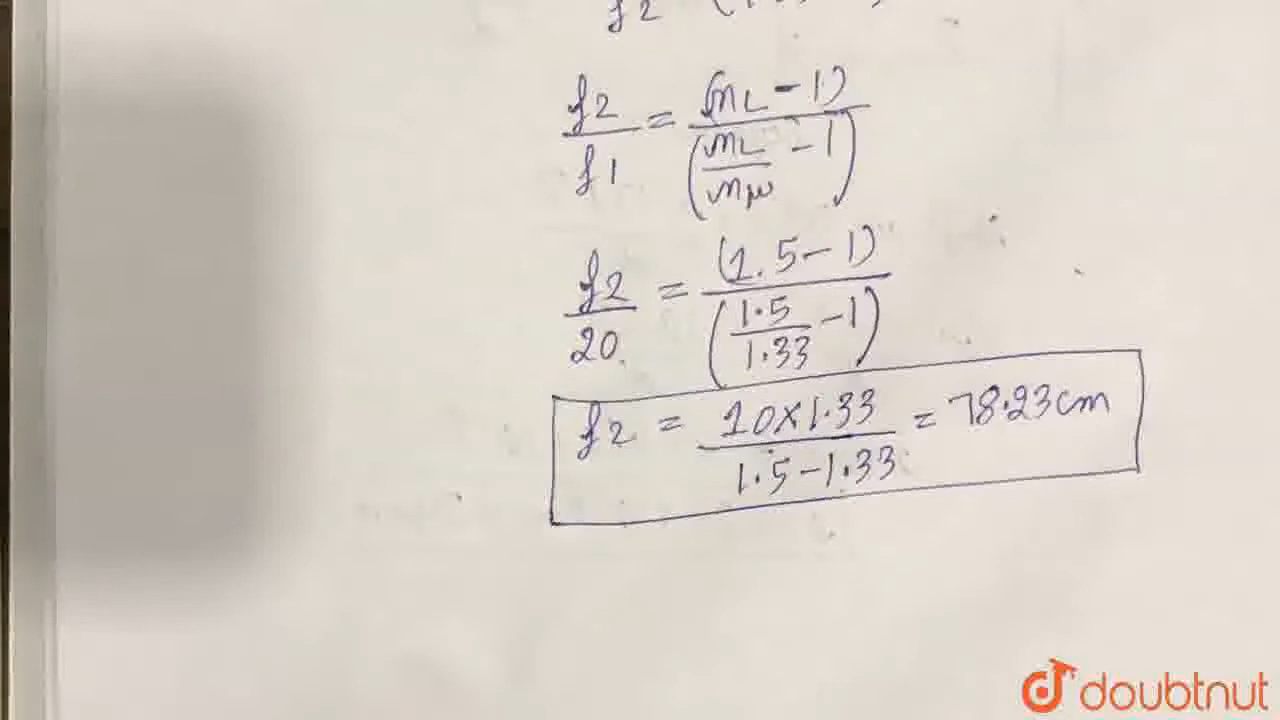 f2
f2/f1 = (nL - 1)/(nL/nw - 1)
f2/20. = (1.5 - 1)/(1.5/1.33 - 1)
f2 = 10×1.33/1.5-1.33 = 78.23cm
doubtnut